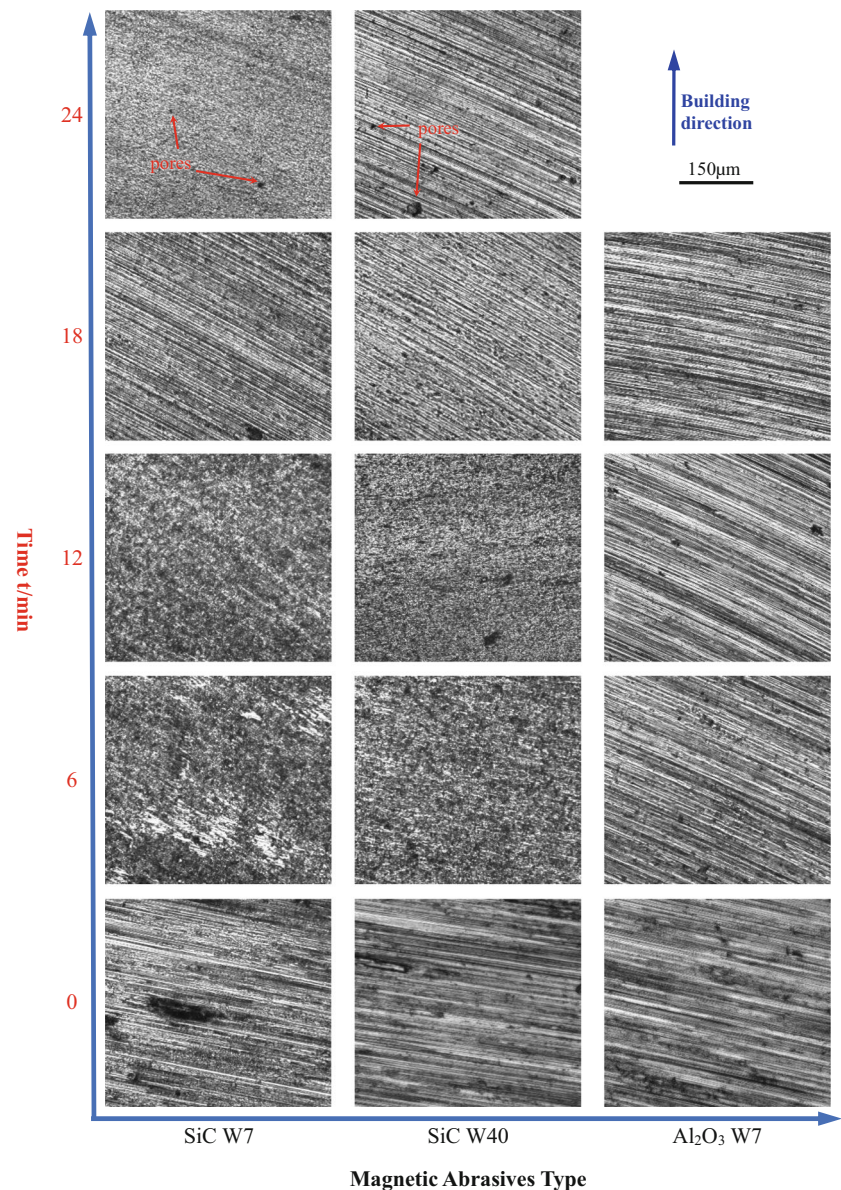 24
pores
pores
Building
direction
150μm
18
12
Time t/min
6
0
SiC W7
SiC W40
Al₂O₃ W7
Magnetic Abrasives Type